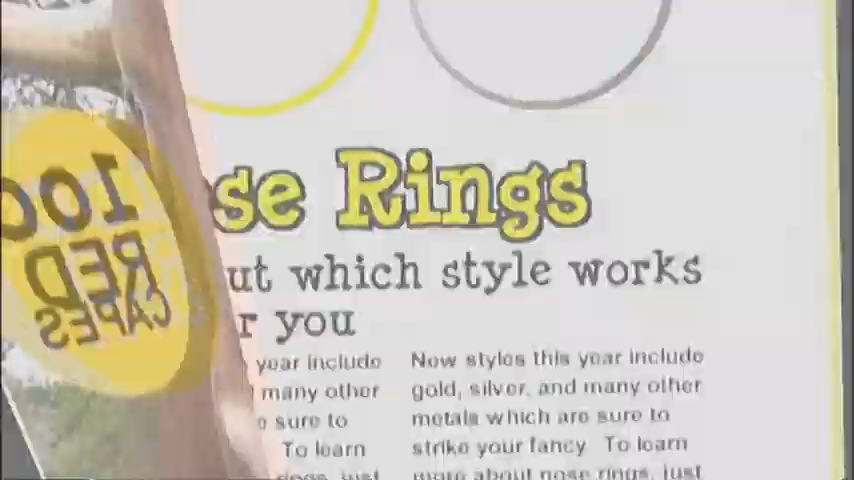 100
RED
CAPES
se Rings
ut which style works
r you
year include
many other
sure to
To learn
rings, just
New styles this year include
gold, silver, and many other
metals which are sure to
strike your fancy. To learn
more about nose rings, just